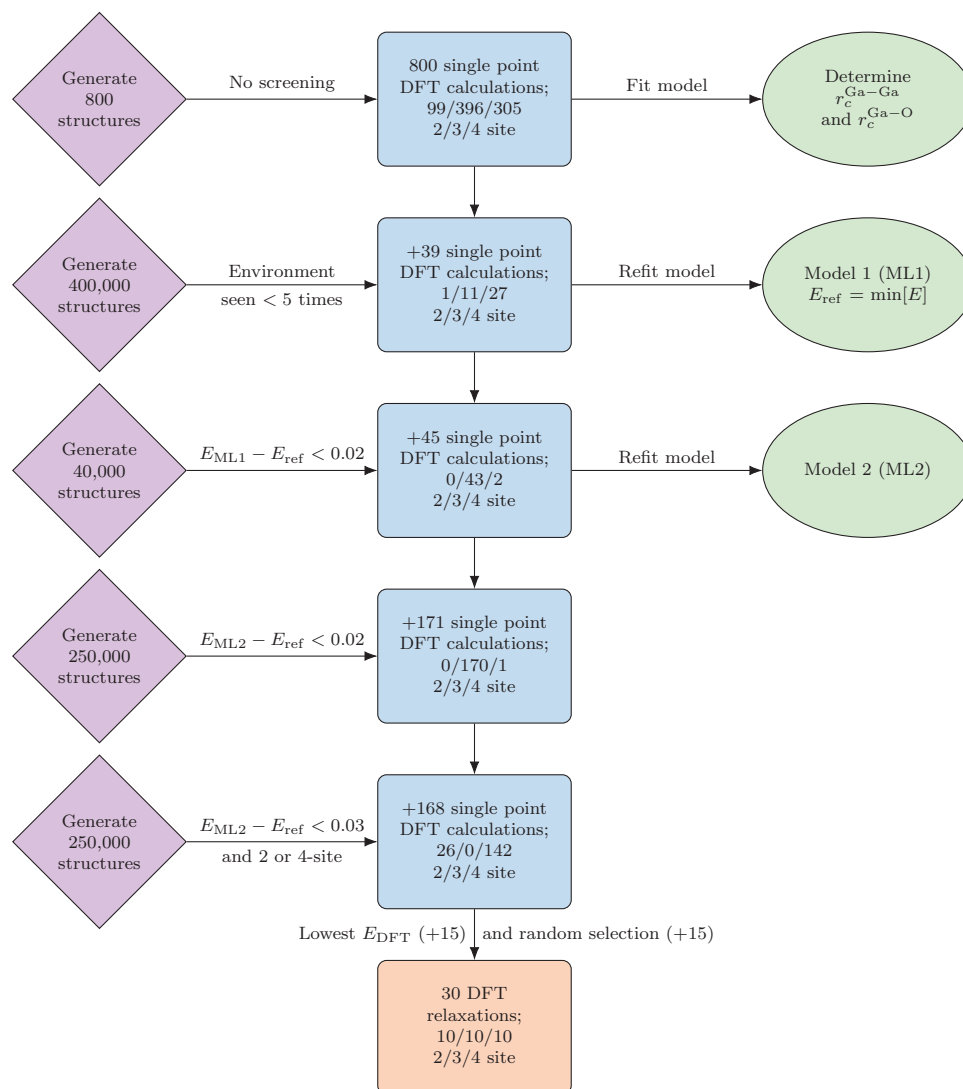 Generate
800
structures
No screening
800 single point
DFT calculations;
99/396/305
2/3/4 site
Fit model
Determine
r_c^{Ga−Ga}
and r_c^{Ga−O}
Generate
400,000
structures
Environment
seen < 5 times
+39 single point
DFT calculations;
1/11/27
2/3/4 site
Refit model
Model 1 (ML1)
E_ref = min[E]
Generate
40,000
structures
E_ML1 − E_ref < 0.02
+45 single point
DFT calculations;
0/43/2
2/3/4 site
Refit model
Model 2 (ML2)
Generate
250,000
structures
E_ML2 − E_ref < 0.02
+171 single point
DFT calculations;
0/170/1
2/3/4 site
Generate
250,000
structures
E_ML2 − E_ref < 0.03
and 2 or 4-site
+168 single point
DFT calculations;
26/0/142
2/3/4 site
Lowest E_DFT (+15)
and random selection (+15)
30 DFT
relaxations;
10/10/10
2/3/4 site